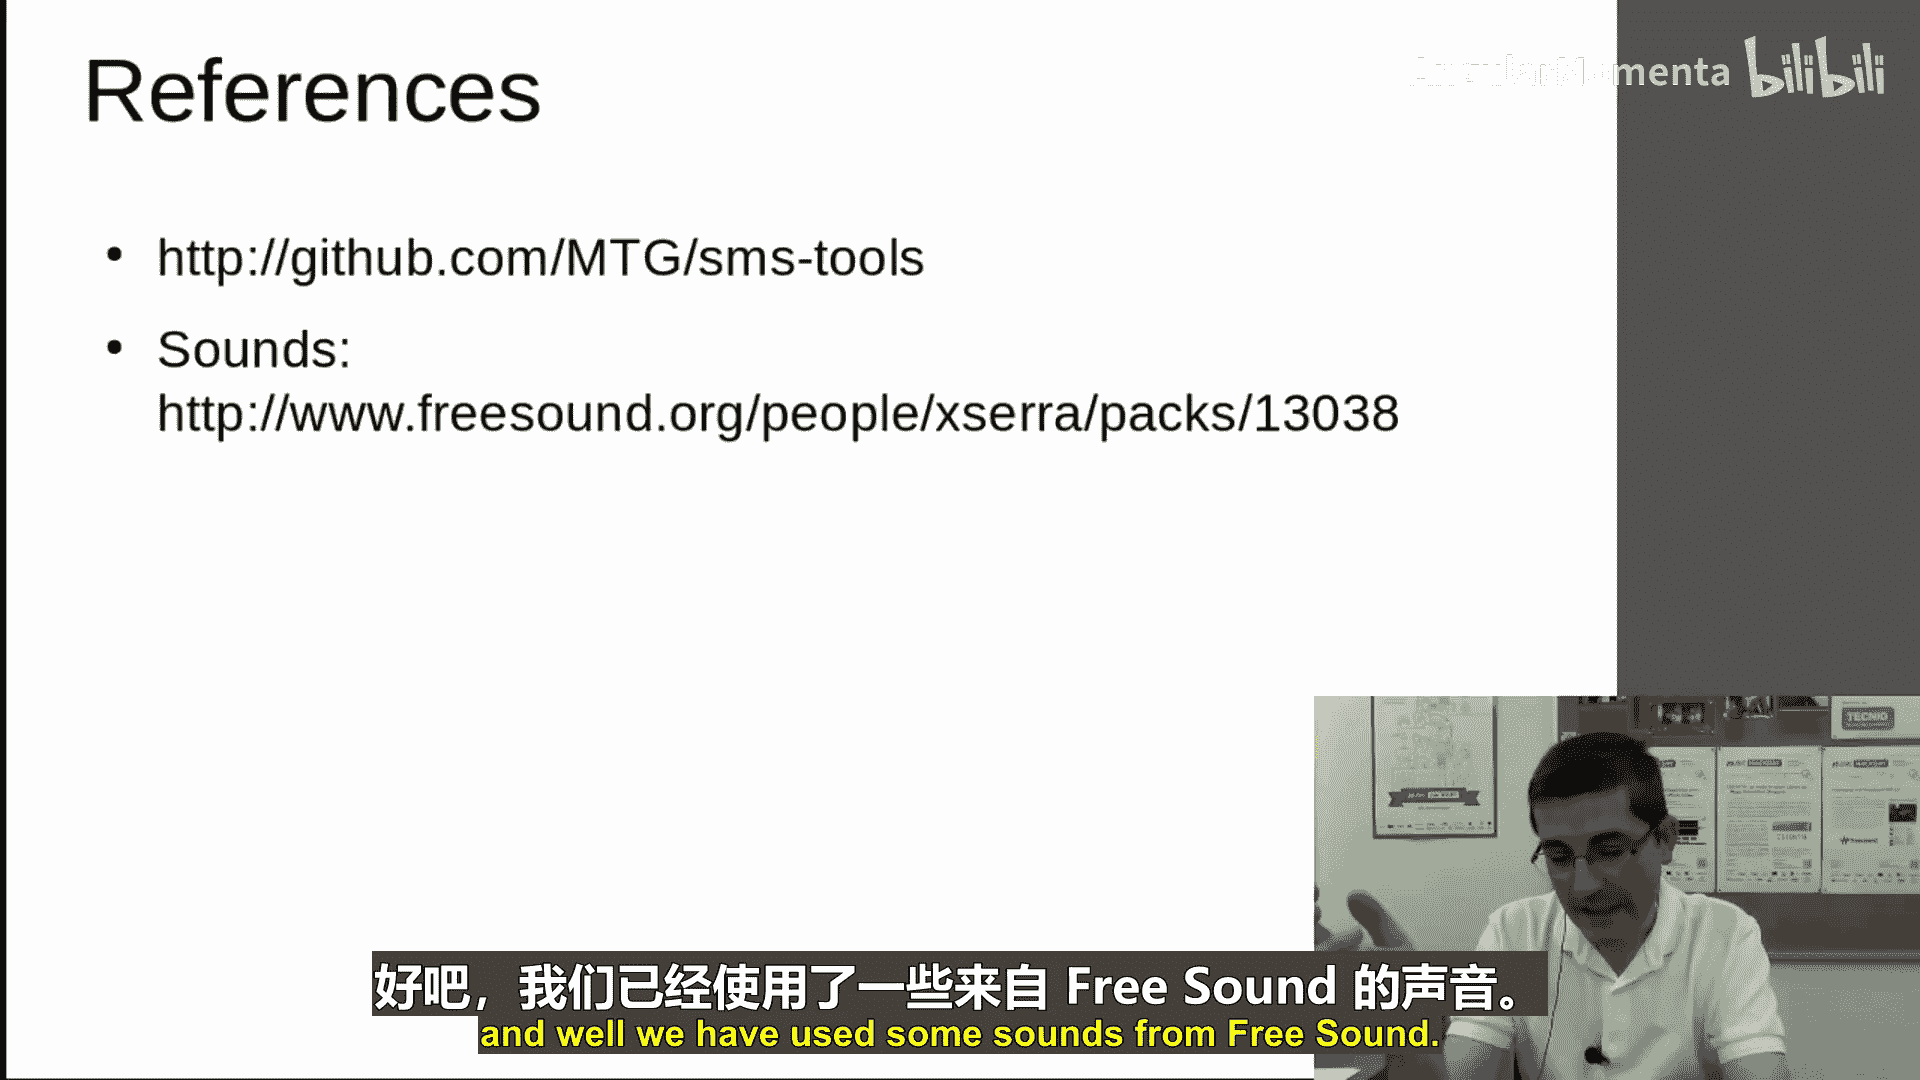 References
menta bilibili
• http://github.com/MTG/sms-tools
• Sounds:
http://www.freesound.org/people/xserra/packs/13038
TECNIO
好吧，我们已经使用了一些来自 Free Sound 的声音。
and well we have used some sounds from Free Sound.